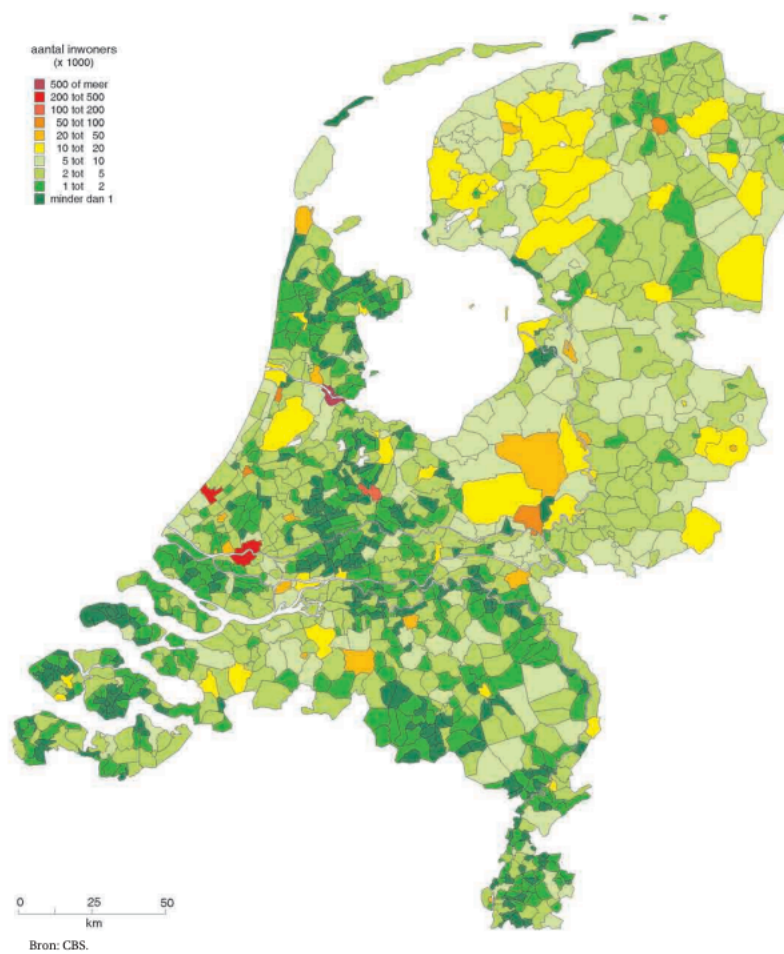 aantal inwoners
(x 1000)
500 of meer
200 tot 500
100 tot 200
50 tot 100
20 tot 50
10 tot 20
5 tot 10
2 tot 5
1 tot 2
minder dan 1
0 25 50
km
Bron: CBS.